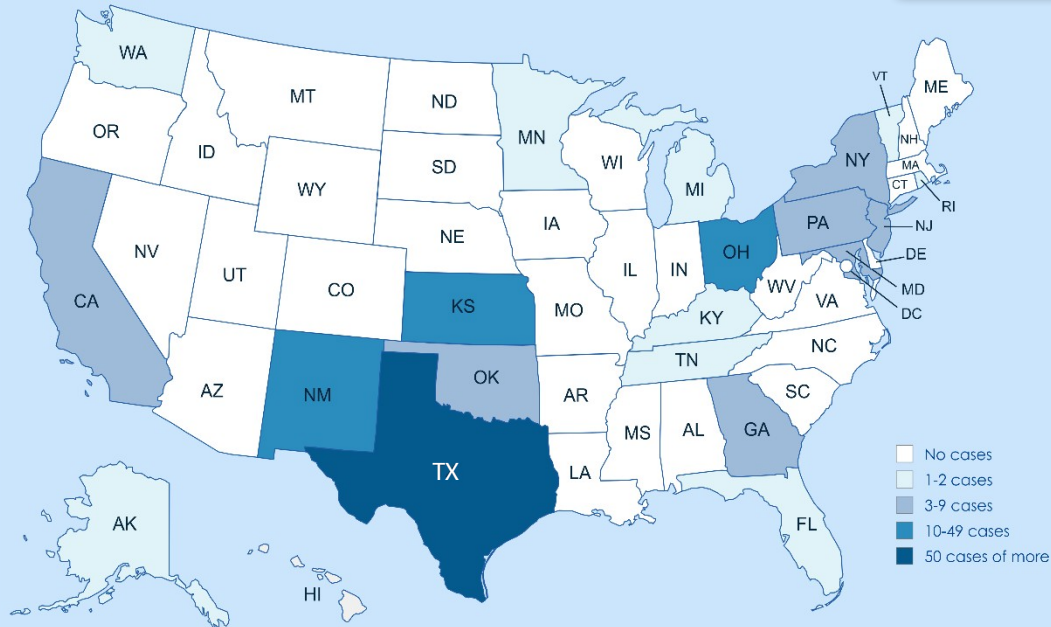 WA
MT
ND
MN
VT
ME
OR
ID
SD
WI
MI
NY
NH
MA
CT
RI
WY
IA
NE
PA
NJ
NV
UT
CO
IL
IN
OH
DE
CA
KS
MO
WV
VA
MD
DC
KY
NC
TN
AZ
NM
OK
AR
SC
MS
AL
GA
TX
LA
No cases
1-2 cases
3-9 cases
10-49 cases
50 cases of more
AK
FL
HI